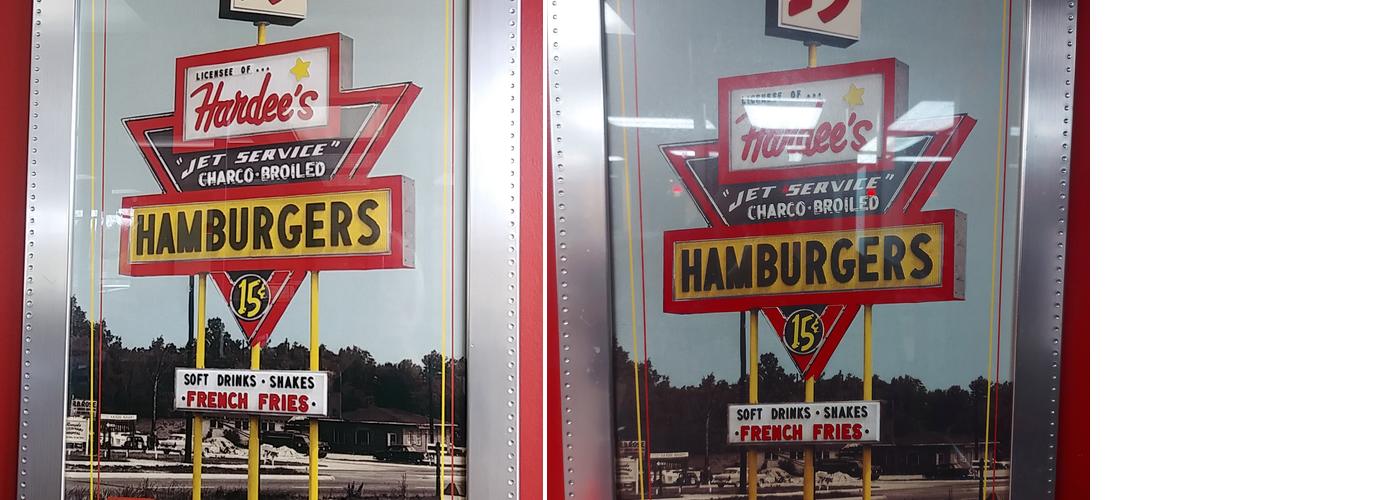 LICENSEE OF...
Hardee's
"JET SERVICE"
CHARCO-BROILED
HAMBURGERS
15¢
SOFT DRINKS · SHAKES
·FRENCH FRIES·
15
LICENSEE OF...
Hardee's
"JET SERVICE"
CHARCO·BROILED
HAMBURGERS
15¢
SOFT DRINKS · SHAKES
·FRENCH FRIES·